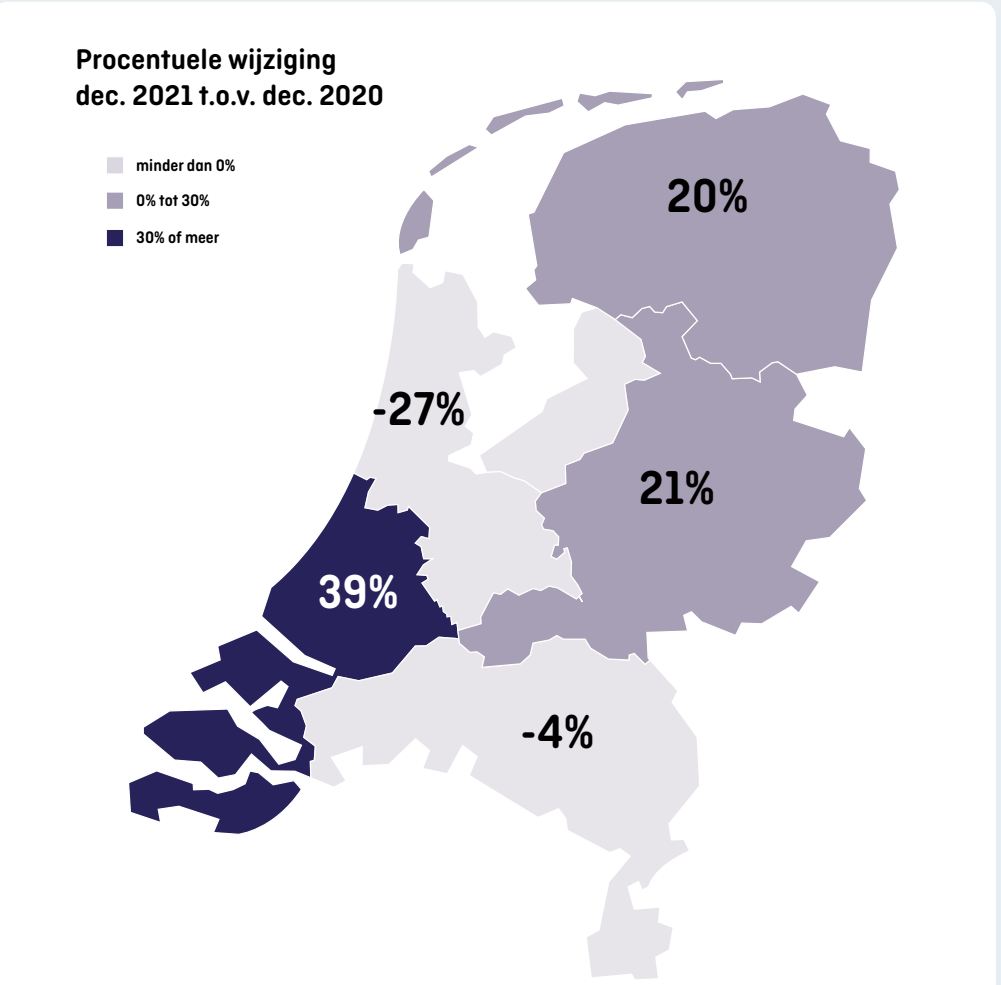 Procentuele wijziging
dec. 2021 t.o.v. dec. 2020
minder dan 0%
0% tot 30%
30% of meer
20%
-27%
21%
39%
-4%